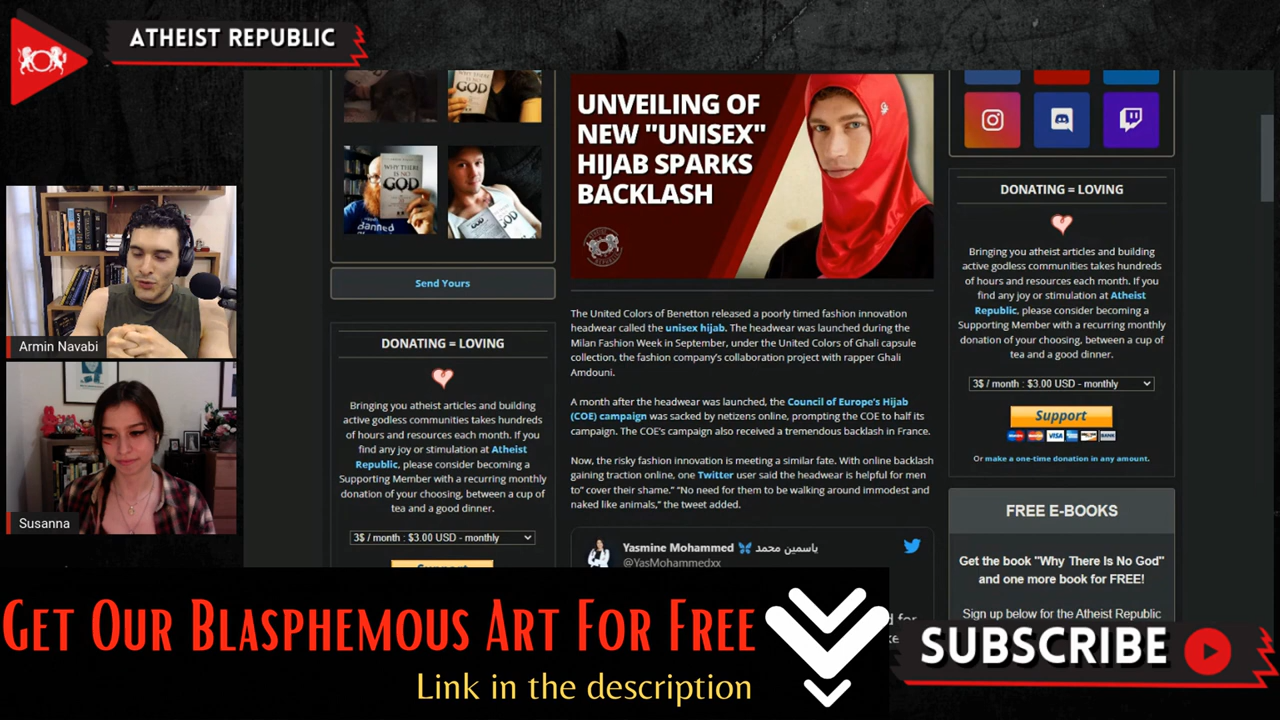 ATHEIST REPUBLIC
Armin Navabi
Susanna
WHY THERE IS NO
GOD
Banned
Send Yours
DONATING = LOVING
Bringing you atheist articles and building
active godless communities takes hundreds
of hours and resources each month. If you
find any joy or stimulation at Atheist
Republic, please consider becoming a
Supporting Member with a recurring monthly
donation of your choosing, between a cup of
tea and a good dinner.
3$ / month : $3.00 USD - monthly
UNVEILING OF
NEW "UNISEX"
HIJAB SPARKS
BACKLASH
The United Colors of Benetton released a poorly timed fashion innovation
headwear called the unisex hijab. The headwear was launched during the
Milan Fashion Week in September, under the United Colors of Ghali capsule
collection, the fashion company's collaboration project with rapper Ghali
Amdouni.
A month after the headwear was launched, the Council of Europe's Hijab
(COE) campaign was sacked by netizens online, prompting the COE to half its
campaign. The COE's campaign also received a tremendous backlash in France.
Now, the risky fashion innovation is meeting a similar fate. With online backlash
gaining traction online, one Twitter user said the headwear is helpful for men
to" cover their shame." "No need for them to be walking around immodest and
naked like animals," the tweet added.
Yasmine Mohammed 🦋 ياسمين محمد
@YasMohammedxx
DONATING = LOVING
Bringing you atheist articles and building
active godless communities takes hundreds
of hours and resources each month. If you
find any joy or stimulation at Atheist
Republic, please consider becoming a
Supporting Member with a recurring monthly
donation of your choosing, between a cup of
tea and a good dinner.
3$ / month : $3.00 USD - monthly
Support
VISA
Or make a one-time donation in any amount.
FREE E-BOOKS
Get the book "Why There Is No God"
and one more book for FREE!
Sign up below for the Atheist Republic
GET OUR BLASPHEMOUS ART FOR FREE
Link in the description
SUBSCRIBE